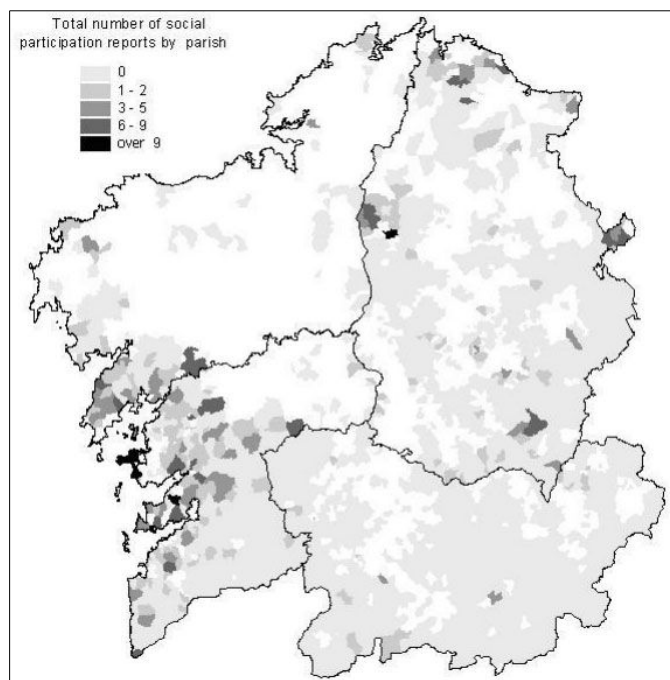 Total number of social
participation reports by parish
0
1 - 2
3 - 5
6 - 9
over 9